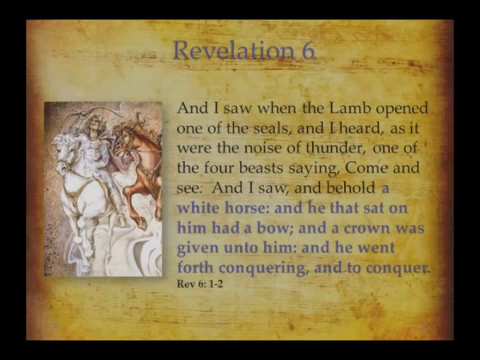 Revelation 6
And I saw when the Lamb opened
one of the seals, and I heard, as it
were the noise of thunder, one of
the four beasts saying, Come and
see.  And I saw, and behold a
white horse: and he that sat on
him had a bow; and a crown was
given unto him: and he went
forth conquering, and to conquer.
Rev 6: 1-2